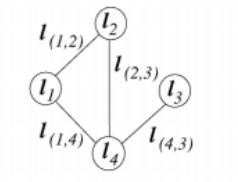 l2
l(1,2)
l(2,3)
l1
l3
l(1,4)
l(4,3)
l4